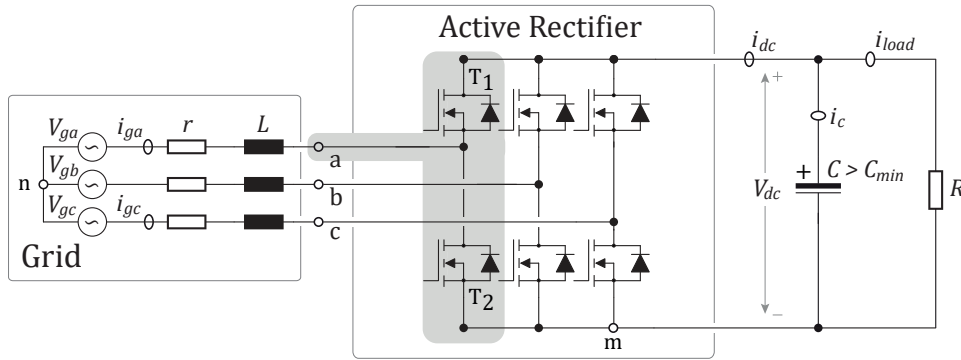 Active Rectifier
i_dc
i_load
T₁
V_ga
i_ga
r
L
a
i_c
V_gb
n
b
+
C > C_min
V_dc
R
V_gc
i_gc
c
Grid
T₂
m
+
−